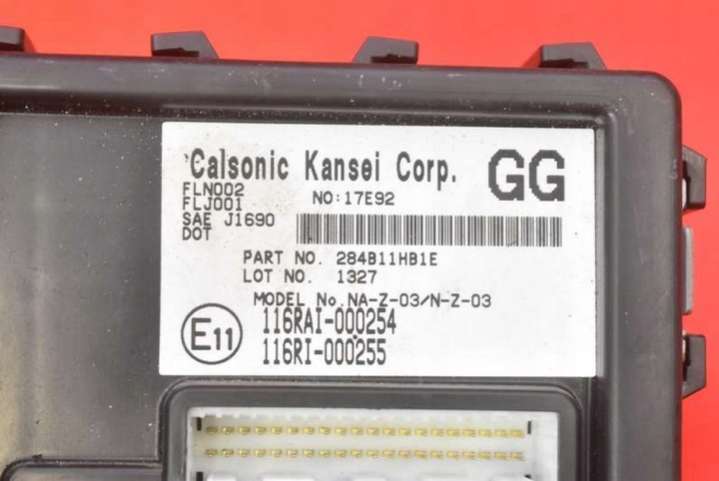 Calsonic Kansei Corp. GG
FLN002
FLJ001 NO:17E92
SAE J1690
DOT
PART NO. 284B11HB1E
LOT NO. 1327
MODEL No.NA-Z-03/N-Z-03
E11 116RAI-000254
116RI-000255